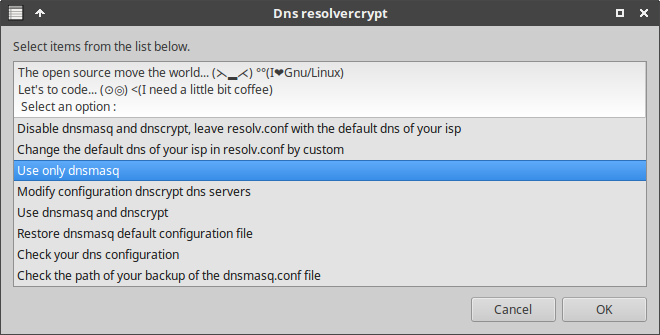 Dns resolvercrypt
Select items from the list below.
The open source move the world... (⋋▂⋌) °°(I❤Gnu/Linux)
Let's to code... (⊙◎) <(I need a little bit coffee)
Select an option :
Disable dnsmasq and dnscrypt, leave resolv.conf with the default dns of your isp
Change the default dns of your isp in resolv.conf by custom
Use only dnsmasq
Modify configuration dnscrypt dns servers
Use dnsmasq and dnscrypt
Restore dnsmasq default configuration file
Check your dns configuration
Check the path of your backup of the dnsmasq.conf file
Cancel OK